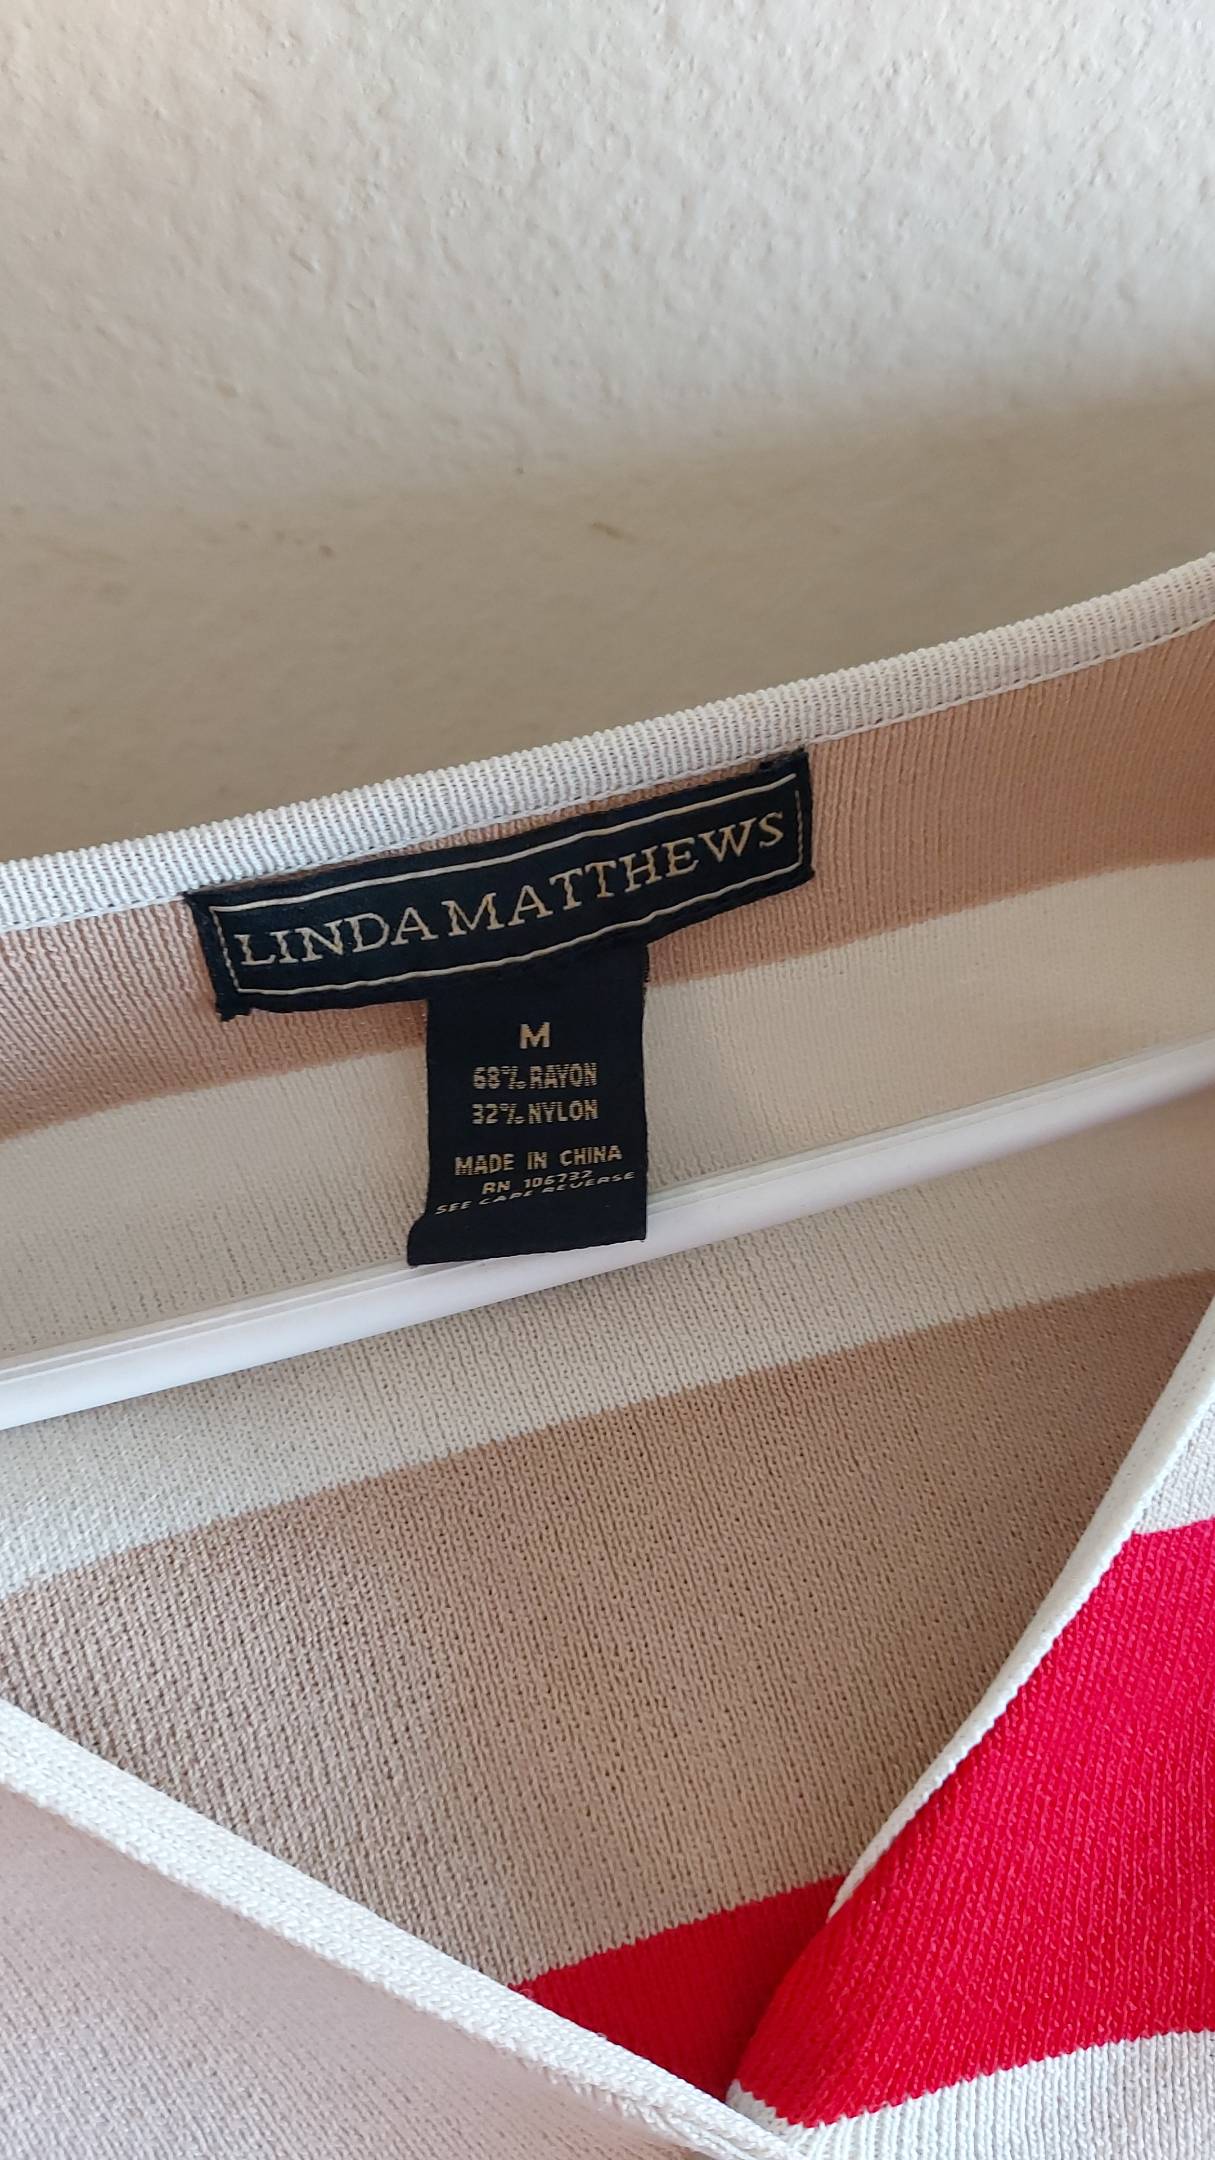 LINDA MATTHEWS
M
68% RAYON
32% NYLON
MADE IN CHINA
RN 106732
SEE CARE REVERSE